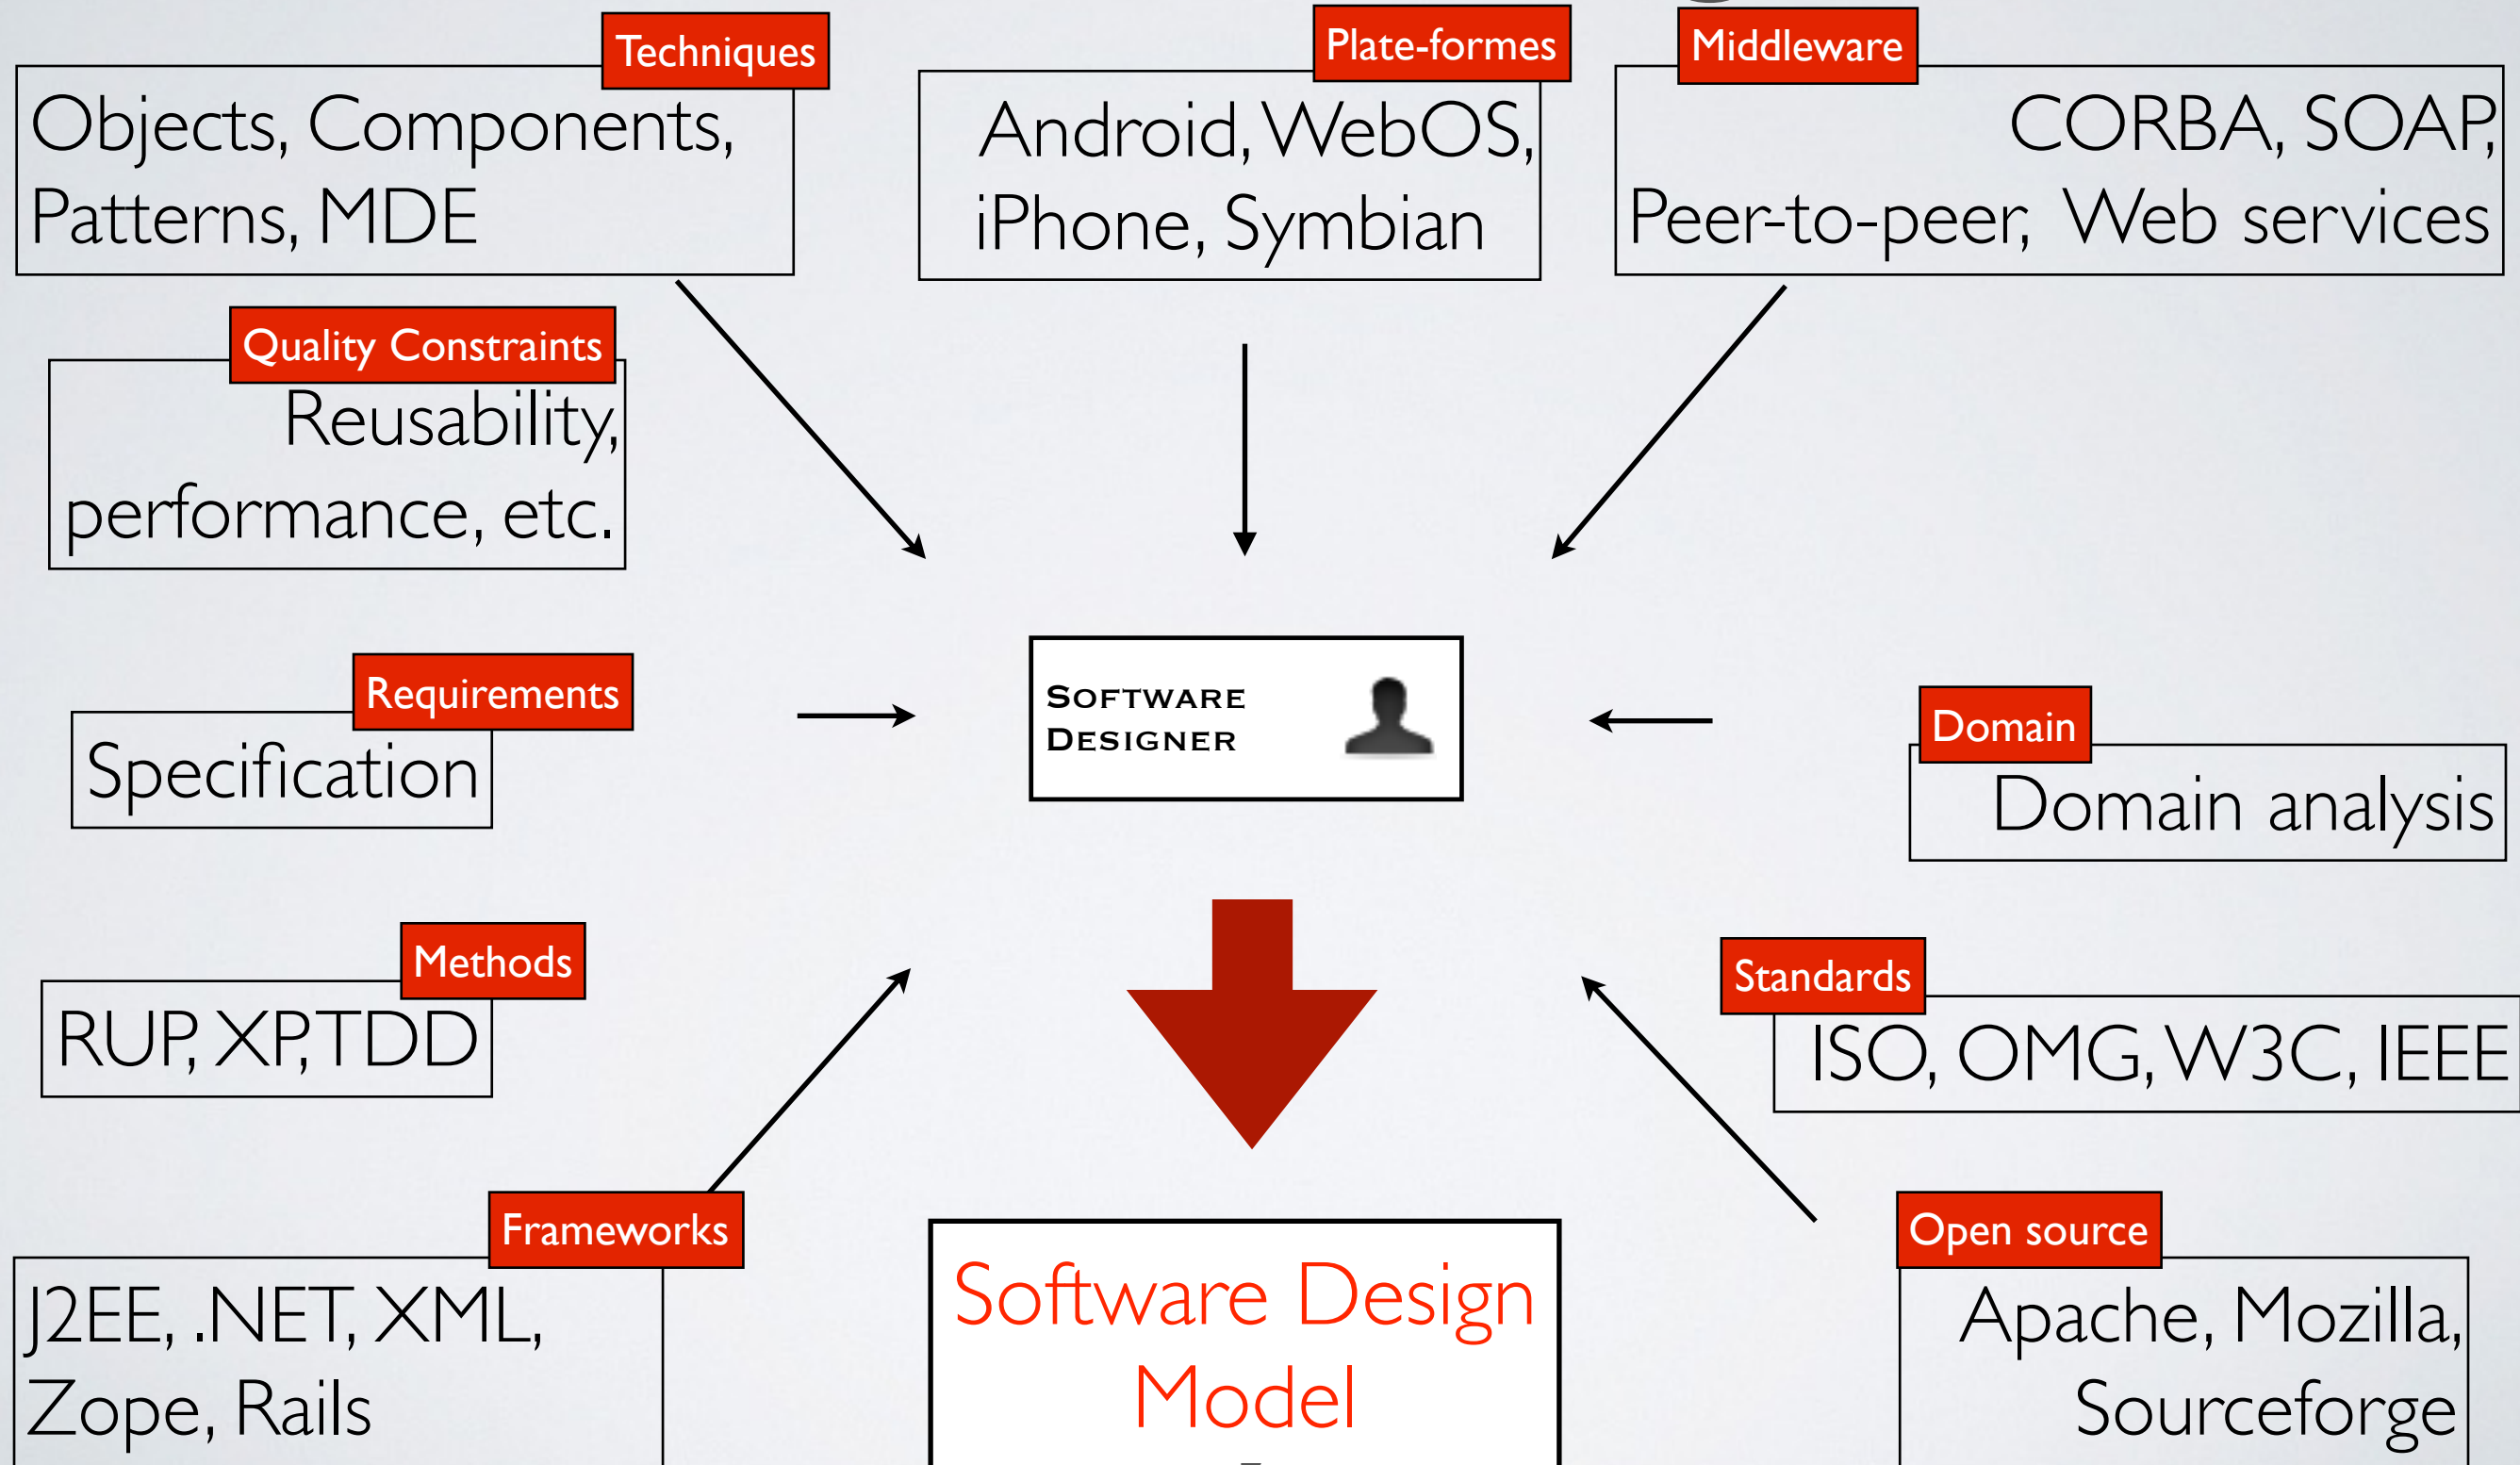 Techniques
Objects, Components,
Patterns, MDE
Plate-formes
Android, WebOS,
iPhone, Symbian
Middleware
CORBA, SOAP,
Peer-to-peer, Web services
Quality Constraints
Reusability,
performance, etc.
Requirements
Specification
SOFTWARE
DESIGNER
Domain
Domain analysis
Methods
RUP, XP, TDD
Standards
ISO, OMG, W3C, IEEE
Frameworks
J2EE, .NET, XML,
Zope, Rails
Software Design
Model
Open source
Apache, Mozilla,
Sourceforge